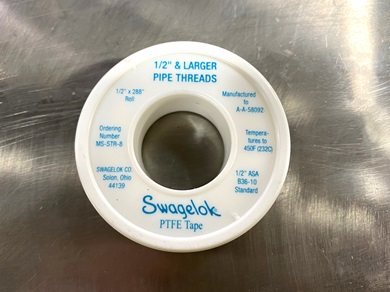 1/2" & LARGER
PIPE THREADS
1/2" x 288"
Roll
Manufactured
to
A-A-58092
Ordering
Number
MS-STR-8
Tempera-
tures to
450F (232C)
SWAGELOK CO.
Solon, Ohio
44139
1/2" ASA
B36-10
Standard
Swagelok
PTFE Tape